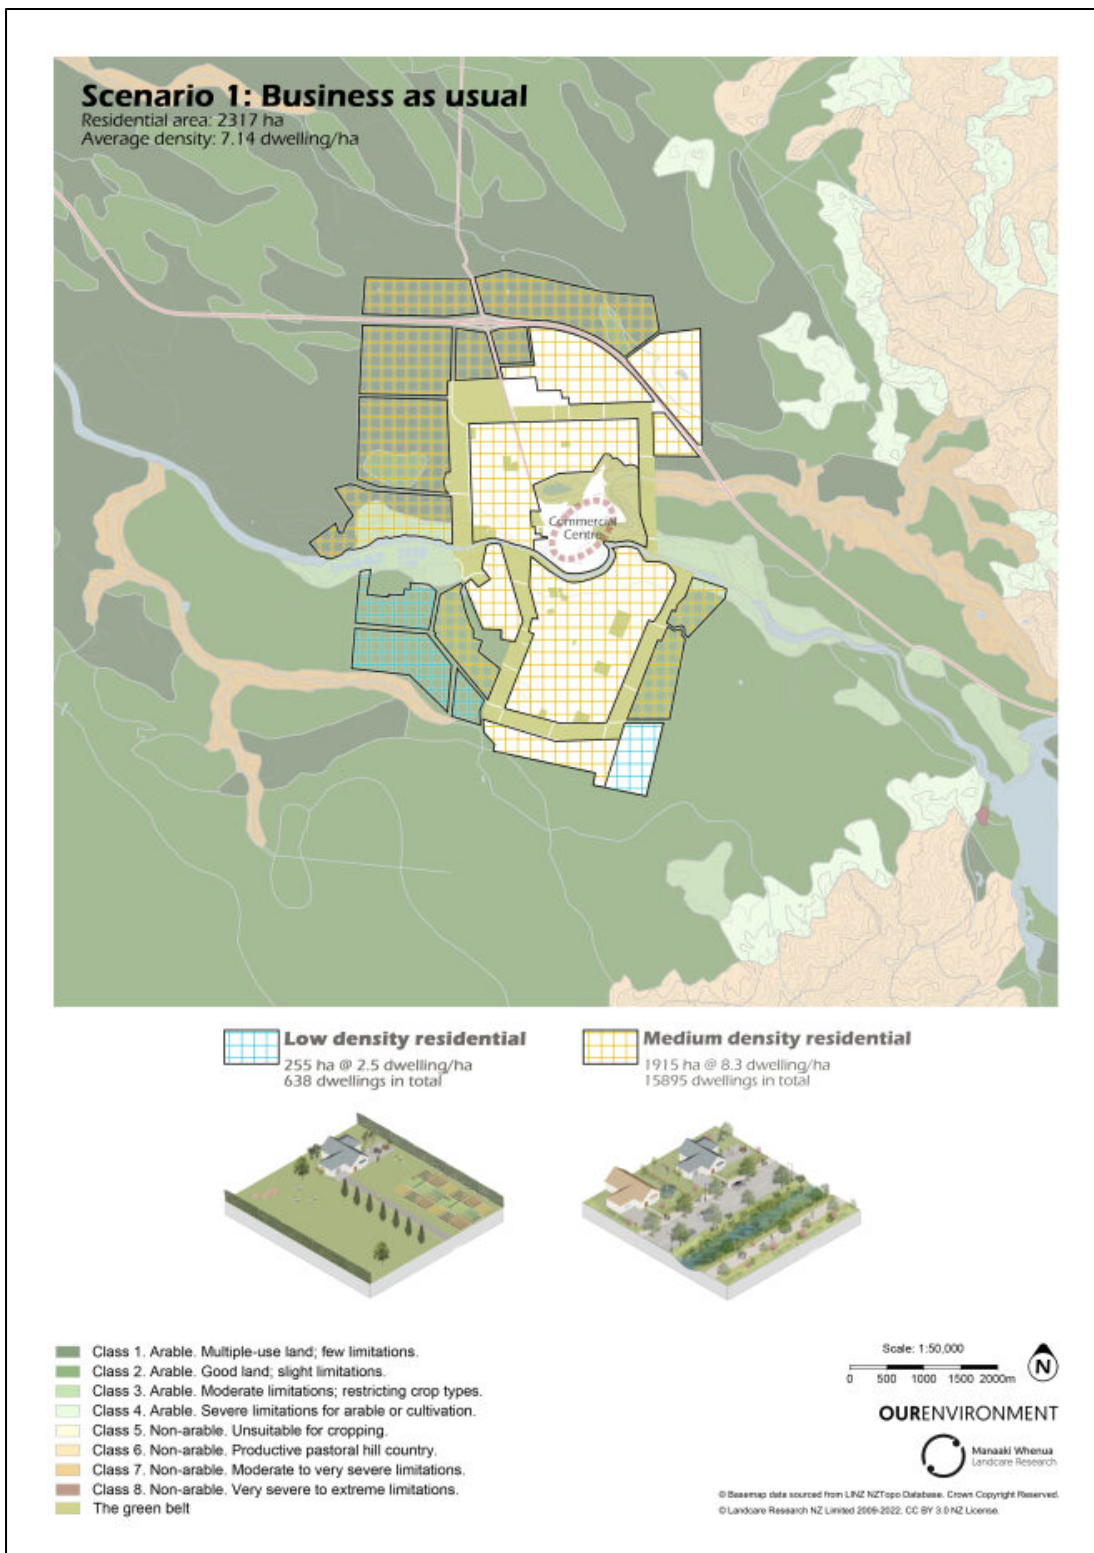 Scenario 1: Business as usual
Residential area: 2317 ha
Average density: 7.14 dwelling/ha
Commercial
Centre
Low density residential
255 ha @ 2.5 dwelling/ha
638 dwellings in total
Medium density residential
1915 ha @ 8.3 dwelling/ha
15895 dwellings in total
Class 1. Arable. Multiple-use land; few limitations.
Class 2. Arable. Good land; slight limitations.
Class 3. Arable. Moderate limitations; restricting crop types.
Class 4. Arable. Severe limitations for arable or cultivation.
Class 5. Non-arable. Unsuitable for cropping.
Class 6. Non-arable. Productive pastoral hill country.
Class 7. Non-arable. Moderate to very severe limitations.
Class 8. Non-arable. Very severe to extreme limitations.
The green belt
Scale: 1:50,000
0 500 1000 1500 2000m
N
OURENVIRONMENT
Manaaki Whenua
Landcare Research
© Basemap data sourced from LINZ NZTopo Database. Crown Copyright Reserved.
© Landcare Research NZ Limited 2009-2022. CC BY 3.0 NZ License.